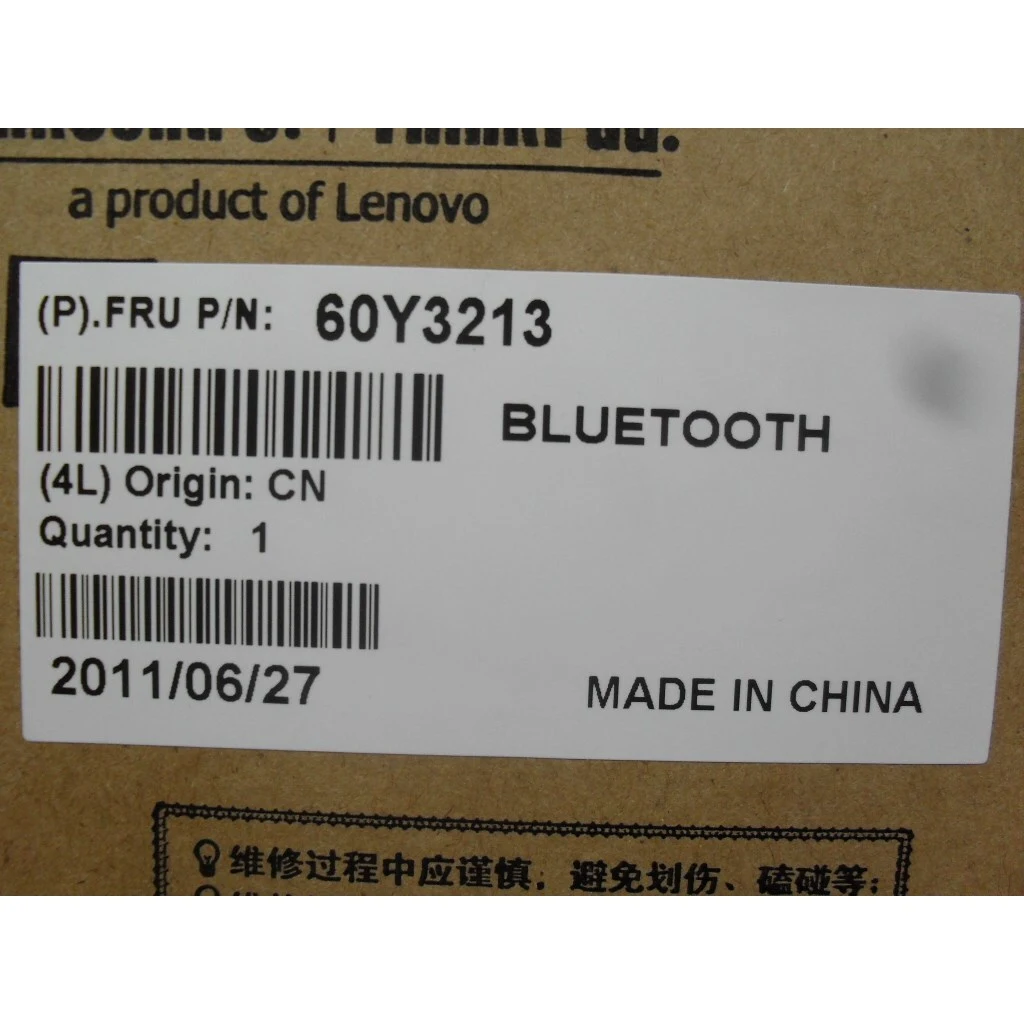 a product of Lenovo
(P).FRU P/N: 60Y3213
BLUETOOTH
(4L) Origin: CN
Quantity: 1
2011/06/27
MADE IN CHINA
维修过程中应谨慎，避免划伤、磕碰等；